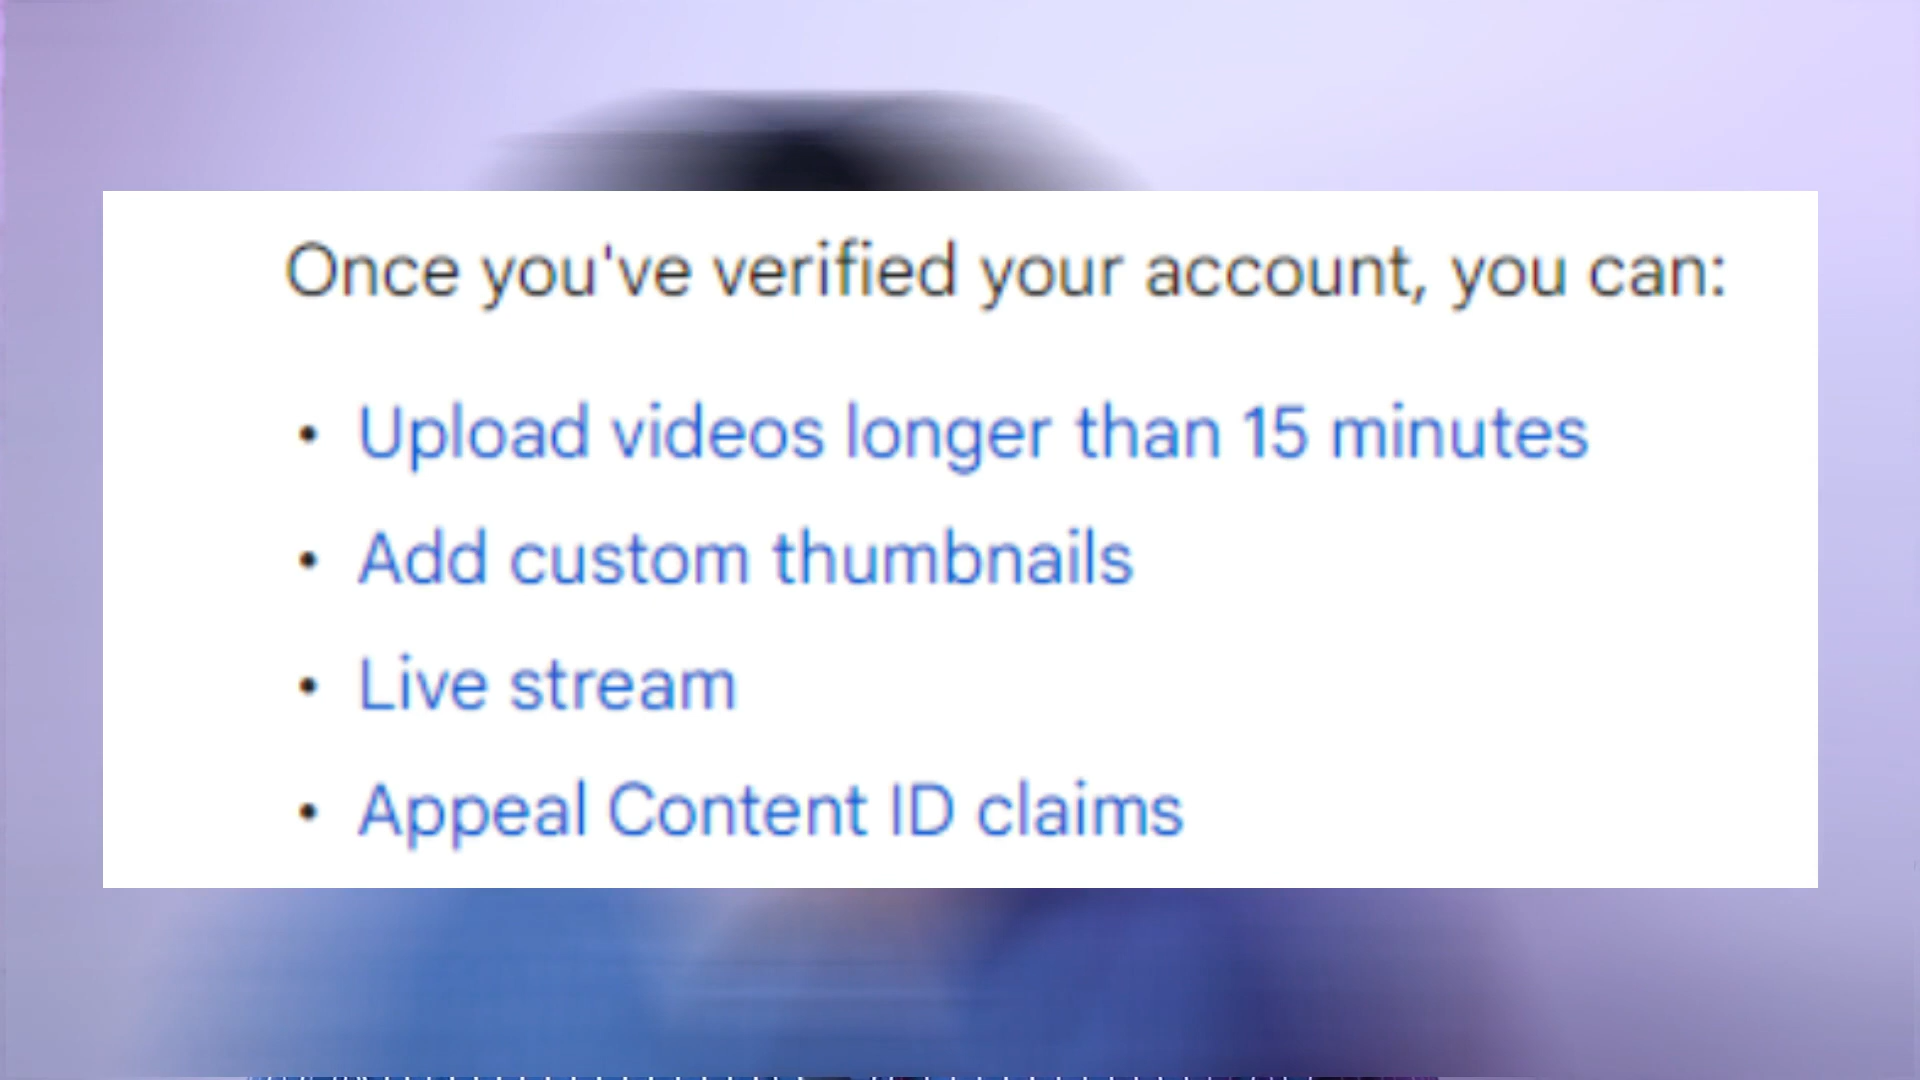 Once you've verified your account, you can:
• Upload videos longer than 15 minutes
• Add custom thumbnails
• Live stream
• Appeal Content ID claims